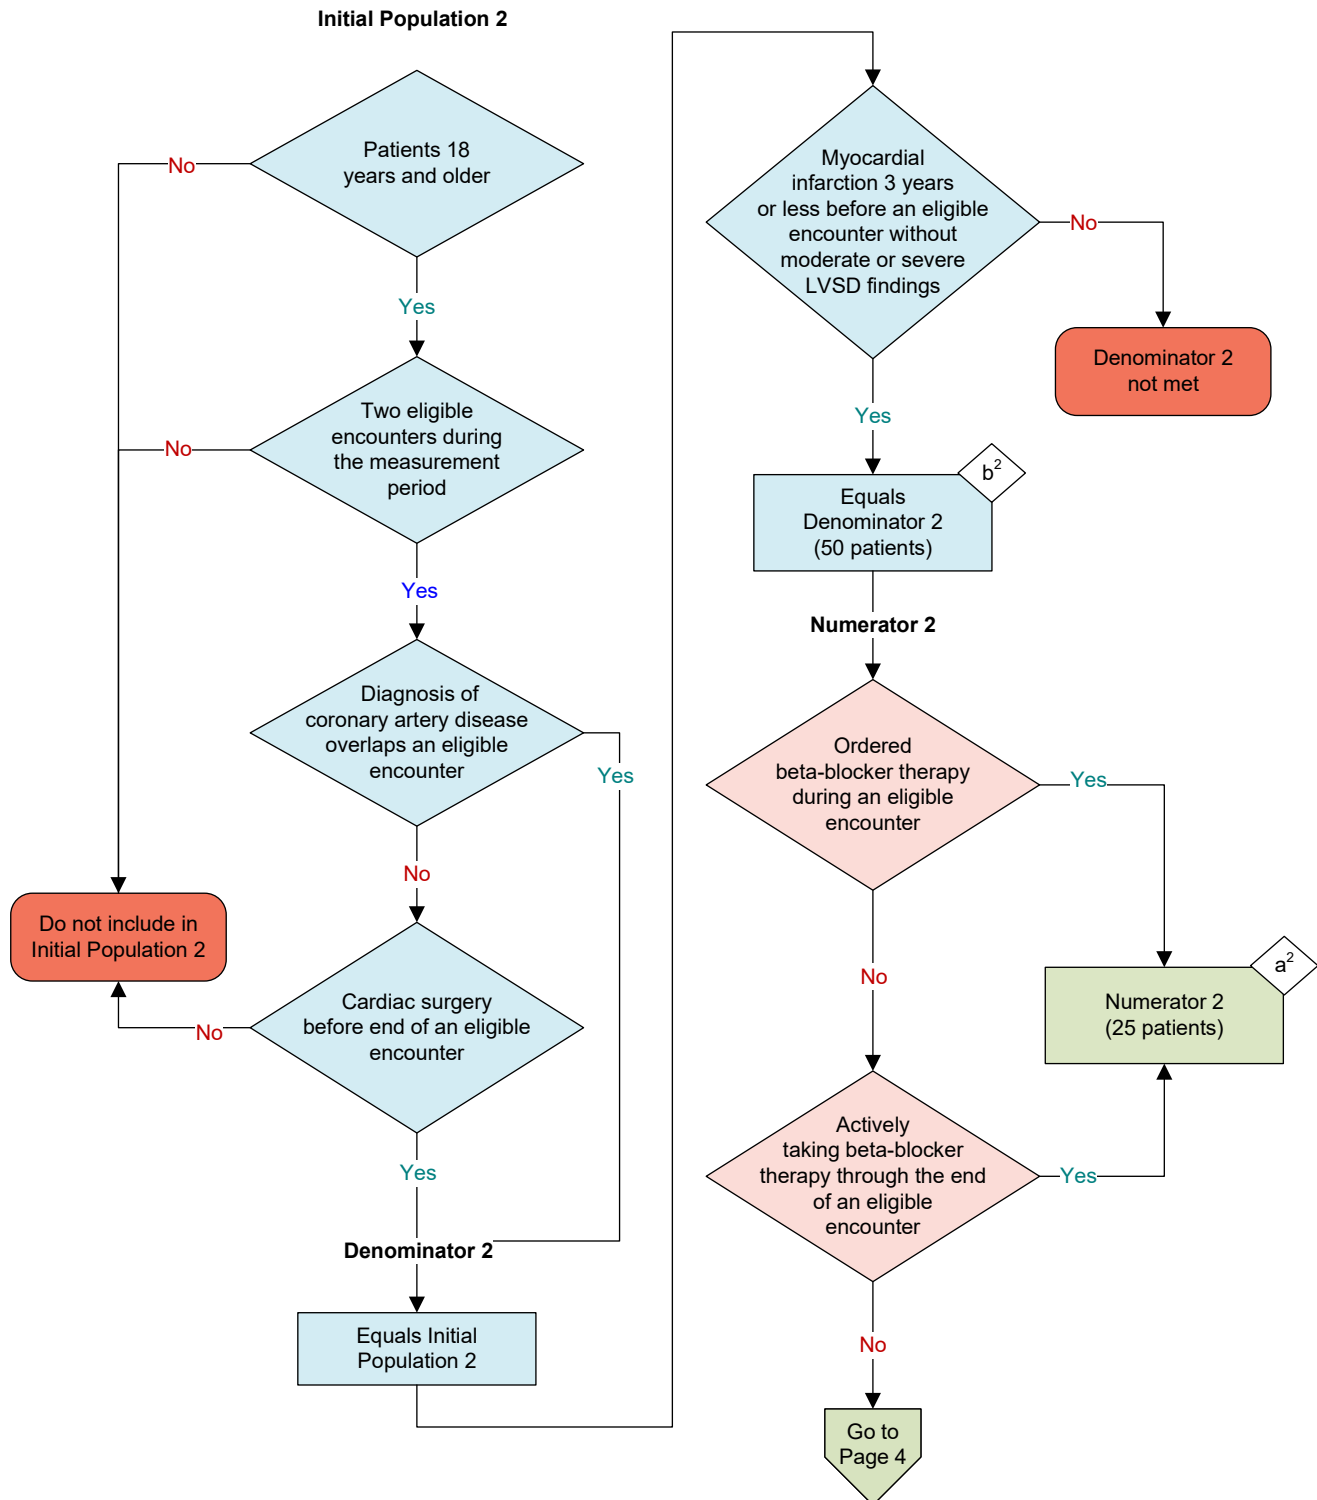 Initial Population 2
Patients 18
years and older
No
Yes
Two eligible
encounters during
the measurement
period
No
Yes
Diagnosis of
coronary artery disease
overlaps an eligible
encounter
Yes
No
Do not include in
Initial Population 2
Cardiac surgery
before end of an eligible
encounter
No
Yes
Denominator 2
Equals Initial
Population 2
Myocardial
infarction 3 years
or less before an eligible
encounter without
moderate or severe
LVSD findings
No
Denominator 2
not met
Yes
b²
Equals
Denominator 2
(50 patients)
Numerator 2
Ordered
beta-blocker therapy
during an eligible
encounter
Yes
No
a²
Numerator 2
(25 patients)
Actively
taking beta-blocker
therapy through the end
of an eligible
encounter
Yes
No
Go to
Page 4